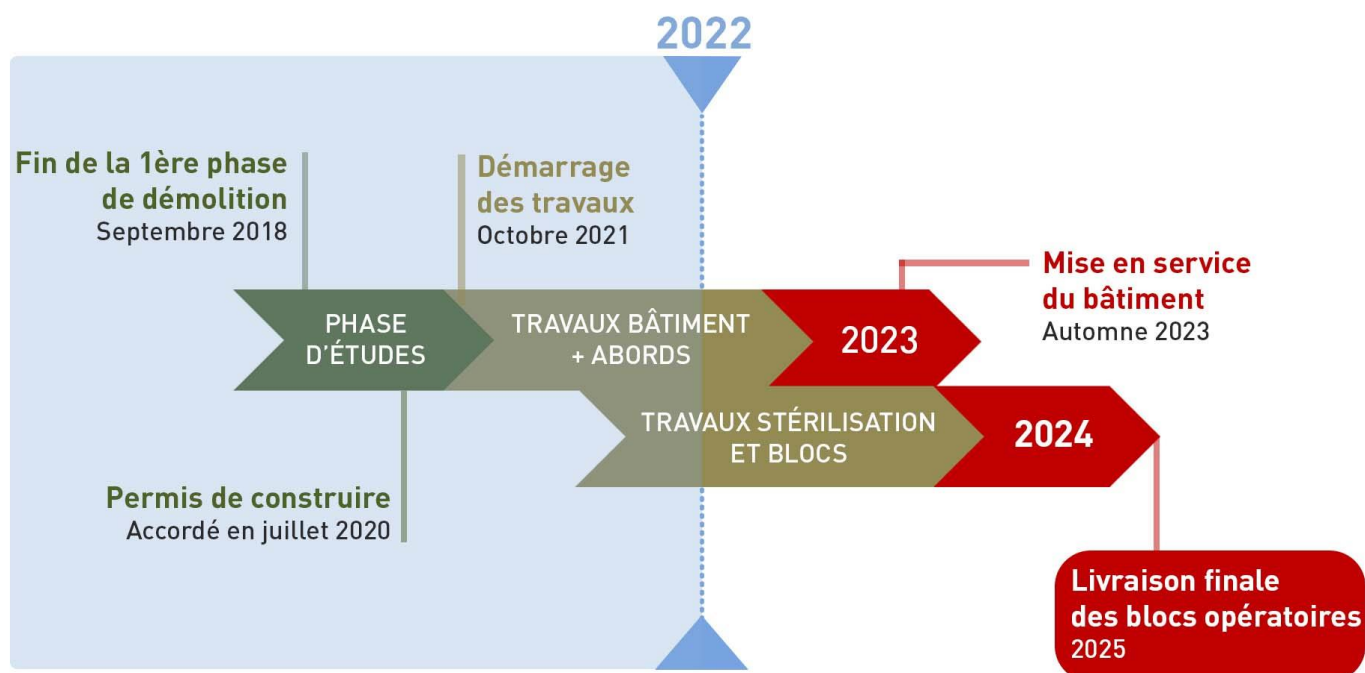 2022
Fin de la 1ère phase
de démolition
Septembre 2018
Démarrage
des travaux
Octobre 2021
Mise en service
du bâtiment
Automne 2023
PHASE
D'ÉTUDES
TRAVAUX BÂTIMENT
+ ABORDS
2023
TRAVAUX STÉRILISATION
ET BLOCS
2024
Permis de construire
Accordé en juillet 2020
Livraison finale
des blocs opératoires
2025